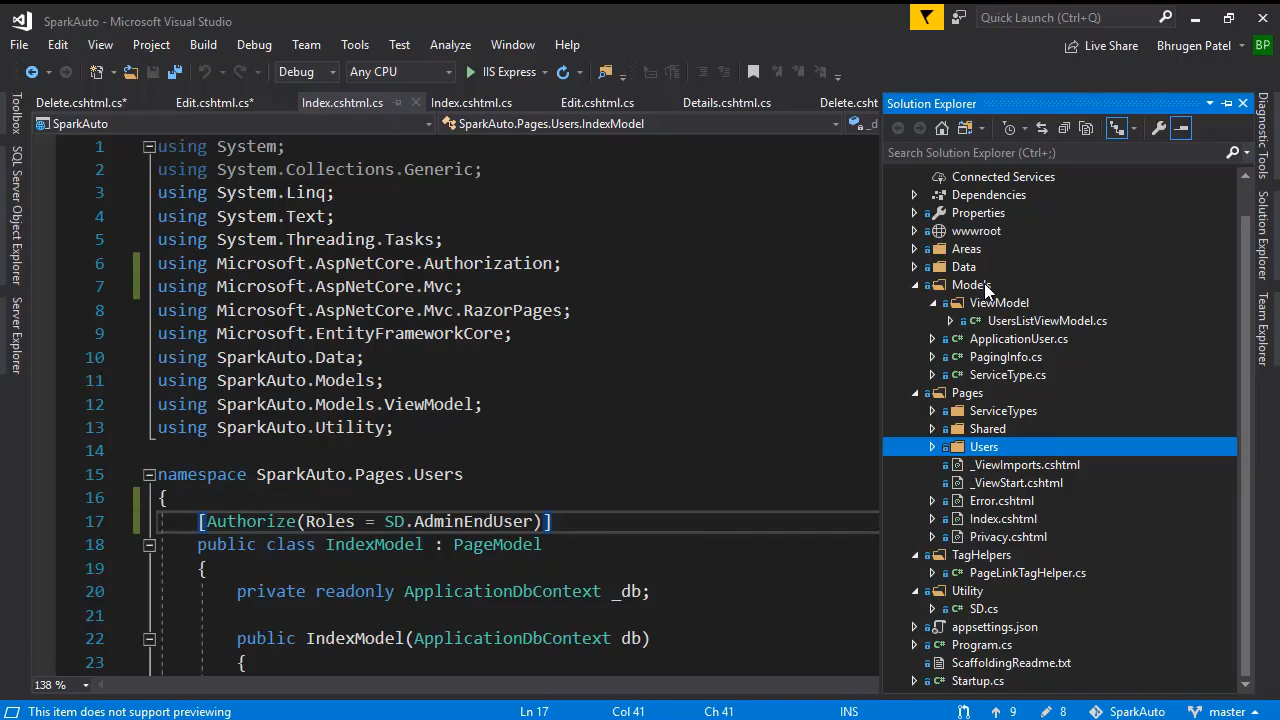 SparkAuto - Microsoft Visual Studio
Quick Launch (Ctrl+Q)
File Edit View Project Build Debug Team Tools Test Analyze Window Help
Live Share Bhrugen Patel BP
Debug Any CPU IIS Express
Delete.cshtml.cs* Edit.cshtml.cs* Index.cshtml.cs Index.cshtml.cs Edit.cshtml.cs Details.cshtml.cs Delete.csht
SparkAuto SparkAuto.Pages.Users.IndexModel _d
Toolbox
SQL Server Object Explorer
Server Explorer
1 using System;
2 using System.Collections.Generic;
3 using System.Linq;
4 using System.Text;
5 using System.Threading.Tasks;
6 using Microsoft.AspNetCore.Authorization;
7 using Microsoft.AspNetCore.Mvc;
8 using Microsoft.AspNetCore.Mvc.RazorPages;
9 using Microsoft.EntityFrameworkCore;
10 using SparkAuto.Data;
11 using SparkAuto.Models;
12 using SparkAuto.Models.ViewModel;
13 using SparkAuto.Utility;
14
15 namespace SparkAuto.Pages.Users
16 {
17 [Authorize(Roles = SD.AdminEndUser)]
18 public class IndexModel : PageModel
19 {
20 private readonly ApplicationDbContext _db;
21
22 public IndexModel(ApplicationDbContext db)
23 {
138 %
Solution Explorer
Search Solution Explorer (Ctrl+;)
Connected Services
Dependencies
Properties
wwwroot
Areas
Data
Models
ViewModel
C# UsersListViewModel.cs
C# ApplicationUser.cs
C# PagingInfo.cs
C# ServiceType.cs
Pages
ServiceTypes
Shared
Users
_ViewImports.cshtml
_ViewStart.cshtml
Error.cshtml
Index.cshtml
Privacy.cshtml
TagHelpers
C# PageLinkTagHelper.cs
Utility
C# SD.cs
appsettings.json
C# Program.cs
ScaffoldingReadme.txt
C# Startup.cs
Diagnostic Tools
Solution Explorer
Team Explorer
This item does not support previewing Ln 17 Col 41 Ch 41 INS 9 8 SparkAuto master